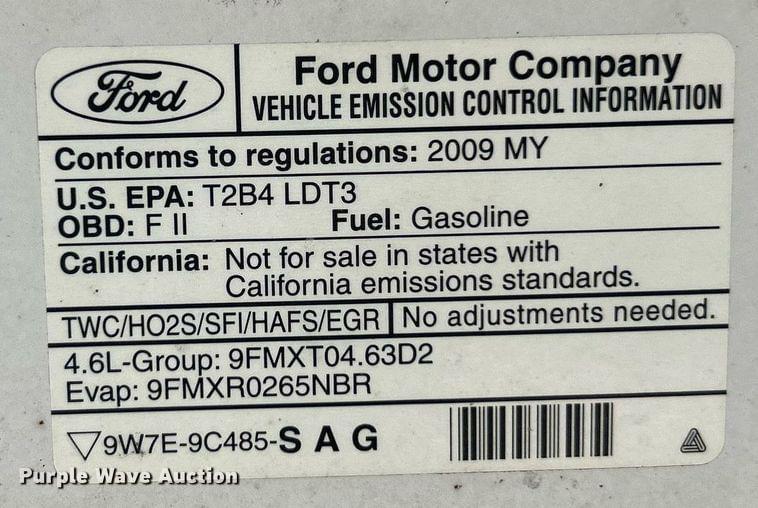 Ford
Ford Motor Company
VEHICLE EMISSION CONTROL INFORMATION
Conforms to regulations: 2009 MY
U.S. EPA: T2B4 LDT3
OBD: F II Fuel: Gasoline
California: Not for sale in states with
California emissions standards.
TWC/HO2S/SFI/HAFS/EGR No adjustments needed.
4.6L-Group: 9FMXT04.63D2
Evap: 9FMXR0265NBR
9W7E-9C485-S A G
Purple Wave Auction